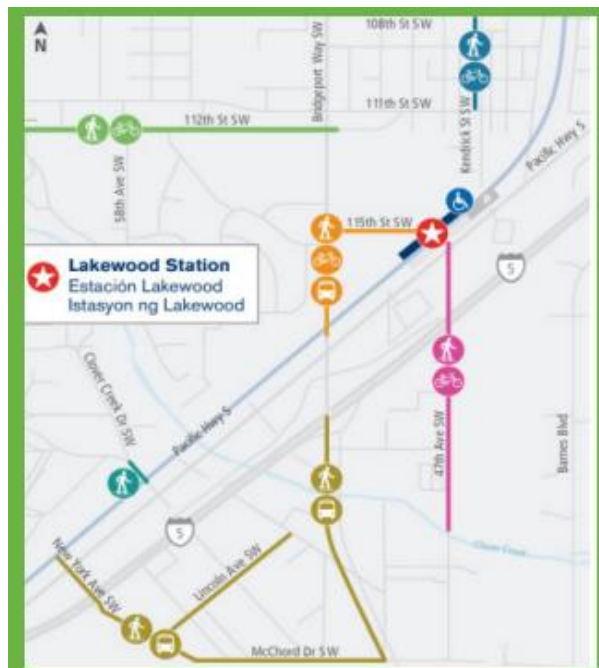 N
108th St SW
Bridgeport Way SW
111th St SW
Kendrick St SW
112th St SW
Pacific Hwy S
58th Ave SW
115th St SW
5
Lakewood Station
Estación Lakewood
Istasyon ng Lakewood
Clover Creek Dr SW
Pacific Hwy S
47th Ave SW
Barnes Blvd
5
Clover Creek
New York Ave SW
Lincoln Ave SW
McChord Dr SW